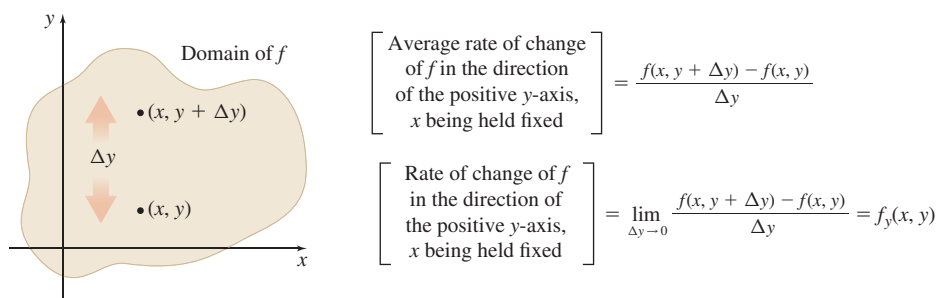 y
Domain of f
(x, y + Δy)
Δy
(x, y)
x
Average rate of change
of f in the direction
of the positive y-axis,
x being held fixed
= f(x, y + Δy) − f(x, y)
Δy
Rate of change of f
in the direction of
the positive y-axis,
x being held fixed
= lim Δy→0 f(x, y + Δy) − f(x, y)
Δy
= fy(x, y)